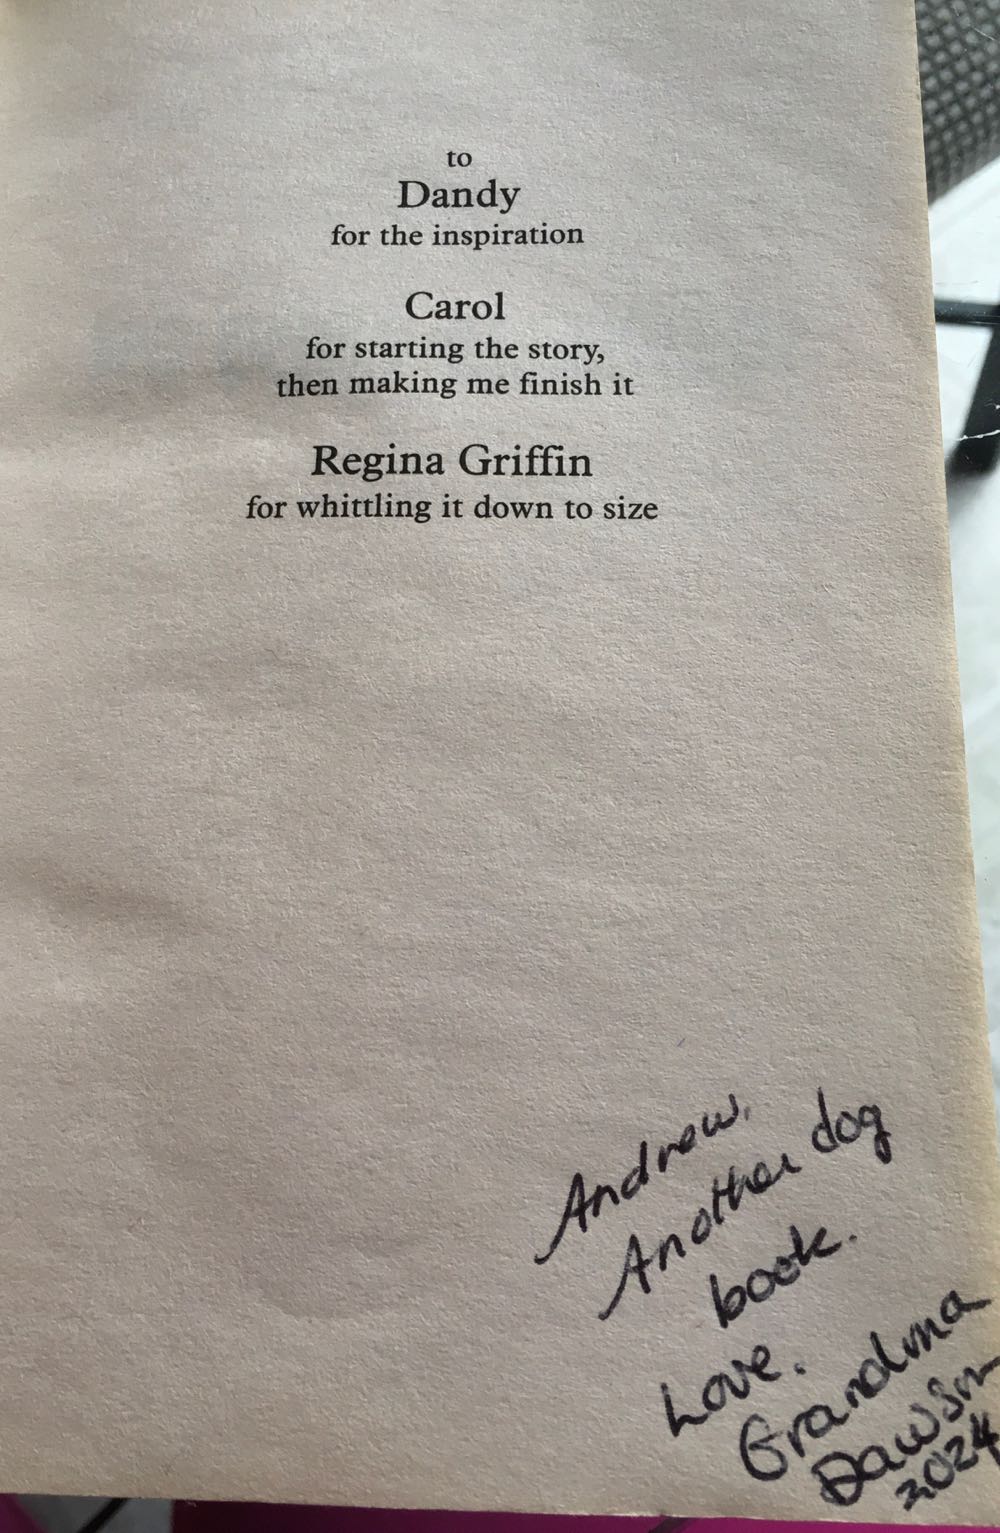 to
Dandy
for the inspiration
Carol
for starting the story,
then making me finish it
Regina Griffin
for whittling it down to size
Andrew.
Another dog
book.
Love.
Grandma
Dawson
2024